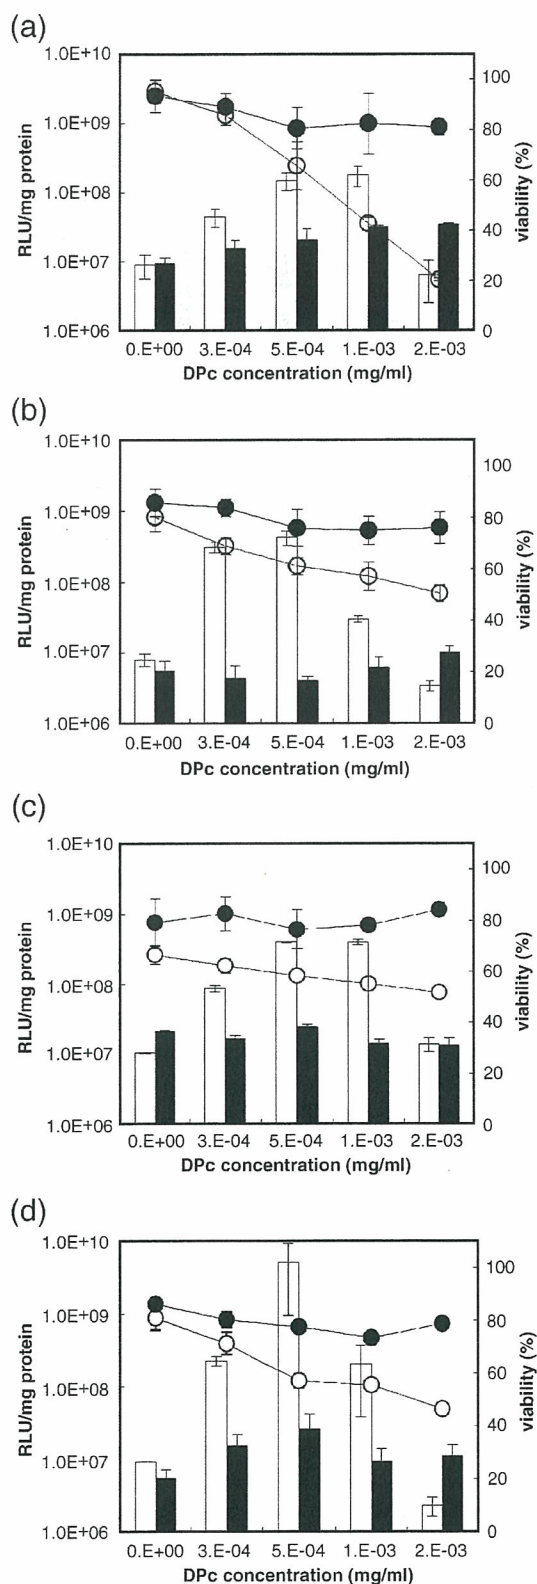 (a)
1.0E+10
1.0E+09
1.0E+08
1.0E+07
1.0E+06
RLU/mg protein
100
80
60
40
20
0
viability (%)
0.E+00 3.E-04 5.E-04 1.E-03 2.E-03
DPc concentration (mg/ml)
(b)
1.0E+10
1.0E+09
1.0E+08
1.0E+07
1.0E+06
RLU/mg protein
100
80
60
40
20
0
viability (%)
0.E+00 3.E-04 5.E-04 1.E-03 2.E-03
DPc concentration (mg/ml)
(c)
1.0E+10
1.0E+09
1.0E+08
1.0E+07
1.0E+06
RLU/mg protein
100
80
60
40
20
0
viability (%)
0.E+00 3.E-04 5.E-04 1.E-03 2.E-03
DPc concentration (mg/ml)
(d)
1.0E+10
1.0E+09
1.0E+08
1.0E+07
1.0E+06
RLU/mg protein
100
80
60
40
20
0
viability (%)
0.E+00 3.E-04 5.E-04 1.E-03 2.E-03
DPc concentration (mg/ml)